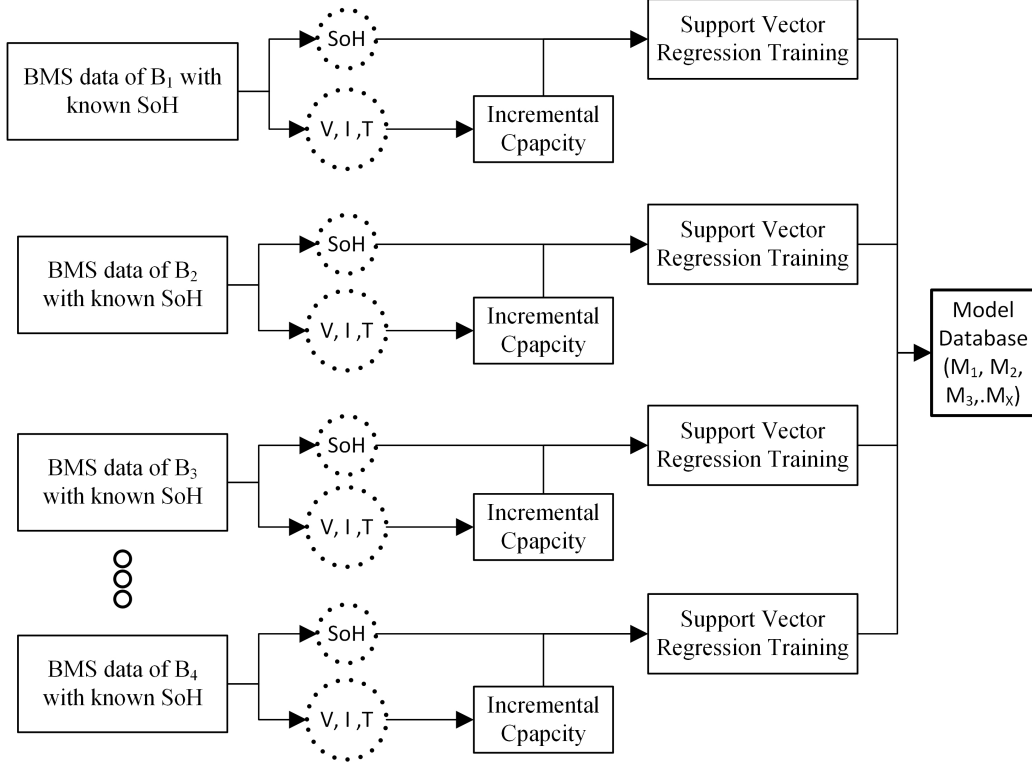 BMS data of B₁ with
known SoH
SoH
V, I ,T
Incremental
Cpapcity
Support Vector
Regression Training
BMS data of B₂
with known SoH
SoH
V, I ,T
Incremental
Cpapcity
Support Vector
Regression Training
BMS data of B₃
with known SoH
SoH
V, I ,T
Incremental
Cpapcity
Support Vector
Regression Training
BMS data of B₄
with known SoH
SoH
V, I ,T
Incremental
Cpapcity
Support Vector
Regression Training
Model
Database
(M₁, M₂,
M₃,.Mₓ)